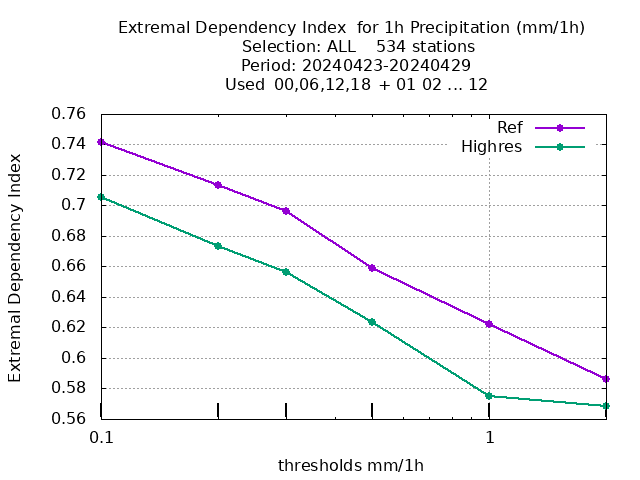 Extremal Dependency Index  for 1h Precipitation (mm/1h)
Selection: ALL    534 stations
Period: 20240423-20240429
Used  00,06,12,18 + 01 02 ... 12
Ref
Highres
0.76
0.74
0.72
0.7
0.68
0.66
0.64
0.62
0.6
0.58
0.56
Extremal Dependency Index
0.1
1
thresholds mm/1h